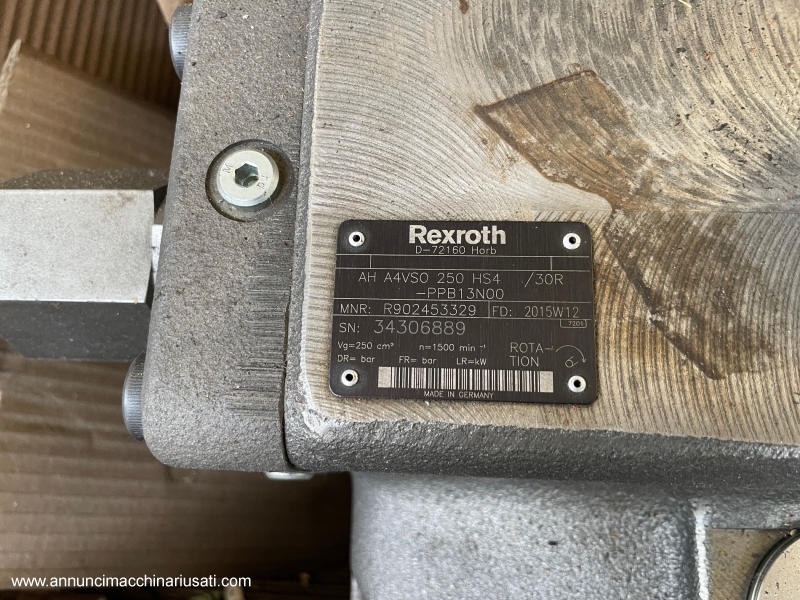 Rexroth
D-72160 Horb
AH A4VSO 250 HS4 /30R
-PPB13N00
MNR: R902453329 FD: 2015W12
7205
SN: 34306889
Vg=250 cm³ n=1500 min⁻¹
DR= bar FR= bar LR=kW
ROTA-
TION
MADE IN GERMANY
www.annuncimacchinariusati.com